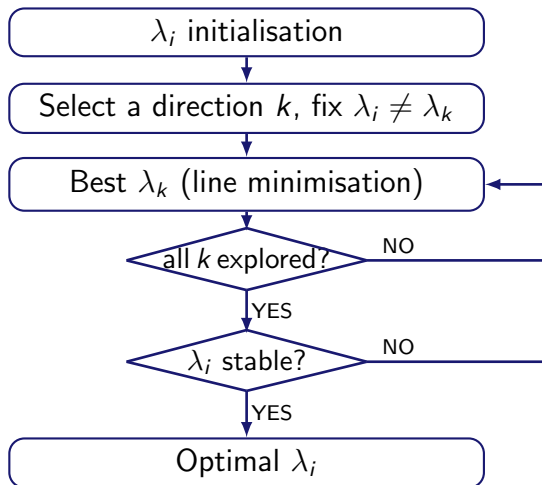 λᵢ initialisation
Select a direction k, fix λᵢ ≠ λₖ
Best λₖ (line minimisation)
all k explored?
NO
YES
λᵢ stable?
NO
YES
Optimal λᵢ